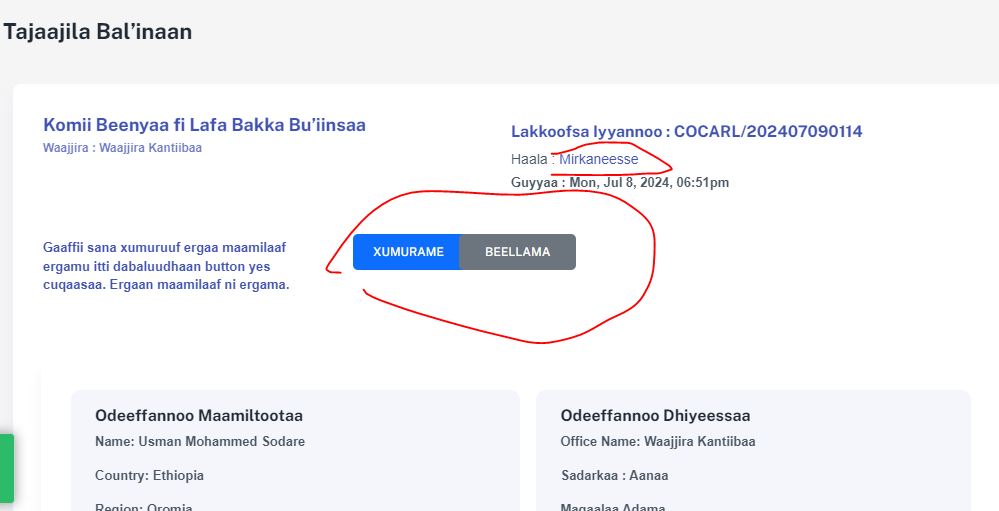 Tajaajila Bal’inaan
Komii Beenyaa fi Lafa Bakka Bu’iinsaa
Waajjira : Waajjira Kantiibaa
Lakkoofsa Iyyannoo : COCARL/202407090114
Haala : Mirkaneesse
Guyyaa : Mon, Jul 8, 2024, 06:51pm
Gaaffii sana xumuruuf ergaa maamilaaf
ergamu itti dabaluudhaan button yes
cuqaasaa. Ergaan maamilaaf ni ergama.
XUMURAME
BEELLAMA
Odeeffannoo Maamiltootaa
Name: Usman Mohammed Sodare
Country: Ethiopia
Region: Oromia
Odeeffannoo Dhiyeessaa
Office Name: Waajjira Kantiibaa
Sadarkaa : Aanaa
Magaalaa Adama